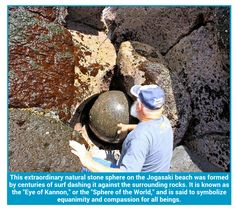 This extraordinary natural stone sphere on the Jogasaki beach was formed
by centuries of surf dashing it against the surrounding rocks. It is known as
the "Eye of Kannon," or the "Sphere of the World," and is said to symbolize
equanimity and compassion for all beings.